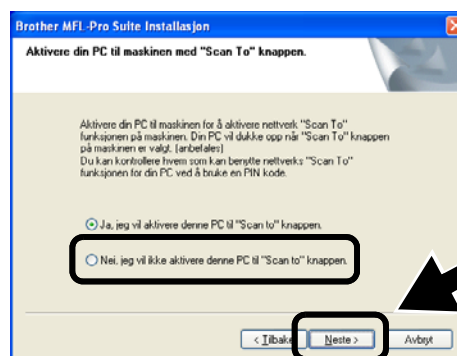 Brother MFL-Pro Suite Installasjon
Aktivere din PC til maskinen med "Scan To" knappen.
Aktivere din PC til maskinen for å aktivere nettverk "Scan To"
funksjonen på maskinen. Din PC vil dukke opp når "Scan To" knappen
på maskinen er valgt. (anbefales)
Du kan kontrollere hvem som kan benytte nettverks "Scan To"
funksjonen for din PC ved å bruke en PIN kode.
Ja, jeg vil aktivere denne PC til "Scan to" knappen.
Nei, jeg vil ikke aktivere denne PC til "Scan to" knappen.
< Tilbake Neste > Avbryt